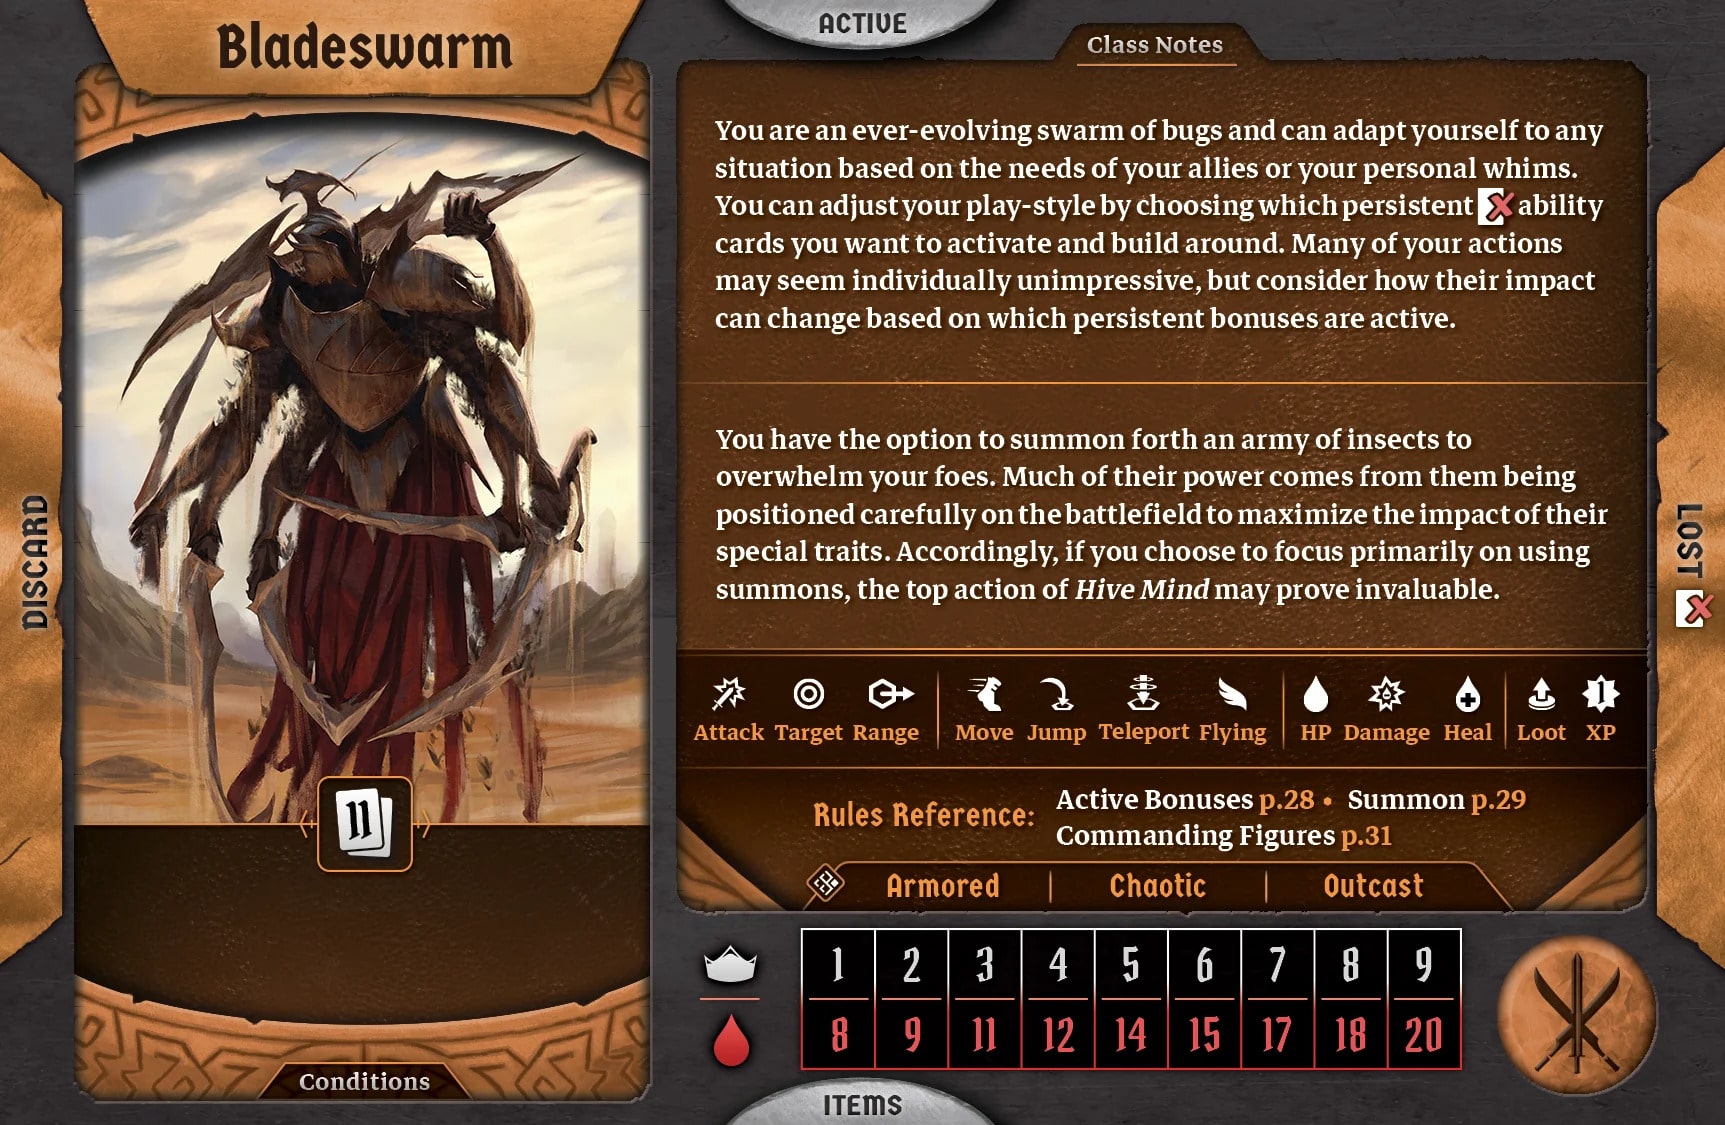 Bladeswarm
ACTIVE
Class Notes
You are an ever-evolving swarm of bugs and can adapt yourself to any
situation based on the needs of your allies or your personal whims.
You can adjust your play-style by choosing which persistent ability
cards you want to activate and build around. Many of your actions
may seem individually unimpressive, but consider how their impact
can change based on which persistent bonuses are active.
You have the option to summon forth an army of insects to
overwhelm your foes. Much of their power comes from them being
positioned carefully on the battlefield to maximize the impact of their
special traits. Accordingly, if you choose to focus primarily on using
summons, the top action of Hive Mind may prove invaluable.
DISCARD
LOST
11
1
Attack Target Range Move Jump Teleport Flying HP Damage Heal Loot XP
Rules Reference: Active Bonuses p.28 • Summon p.29
Commanding Figures p.31
Armored Chaotic Outcast
1 2 3 4 5 6 7 8 9
8 9 11 12 14 15 17 18 20
Conditions
ITEMS